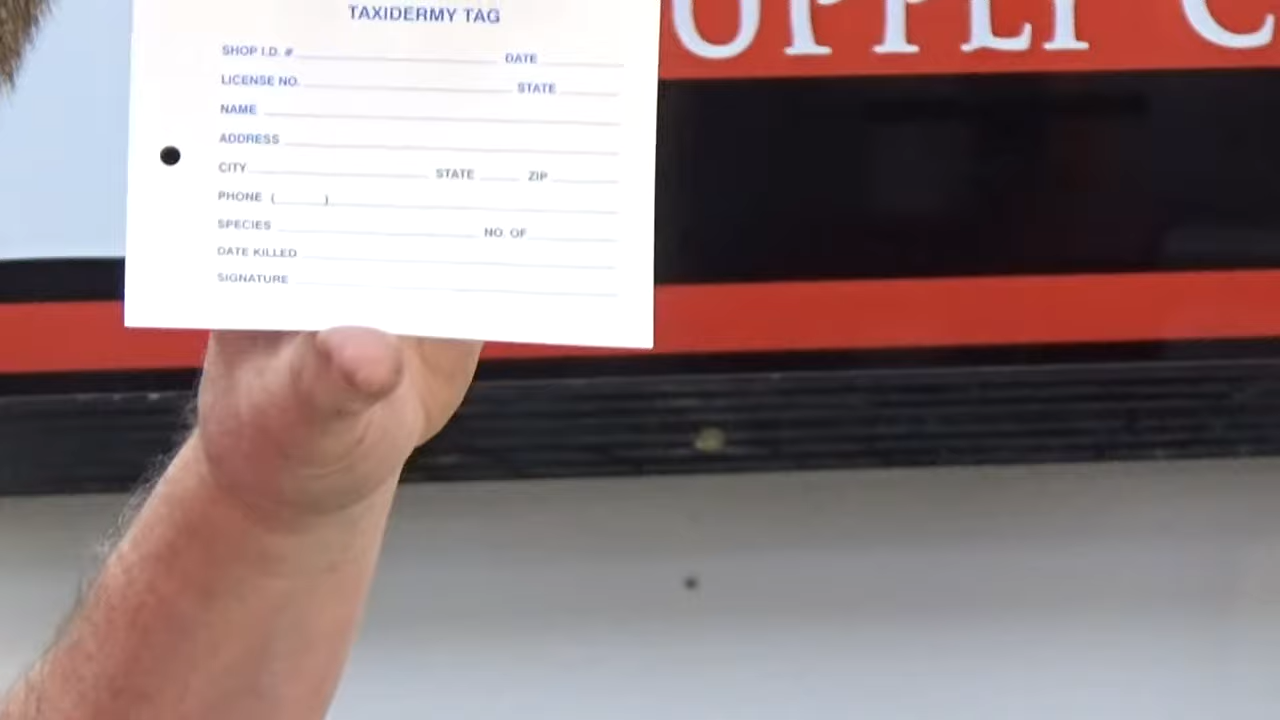 TAXIDERMY TAG
SHOP I.D. # DATE
LICENSE NO. STATE
NAME
ADDRESS
CITY STATE ZIP
PHONE ( )
SPECIES NO. OF
DATE KILLED
SIGNATURE
UPPLY C